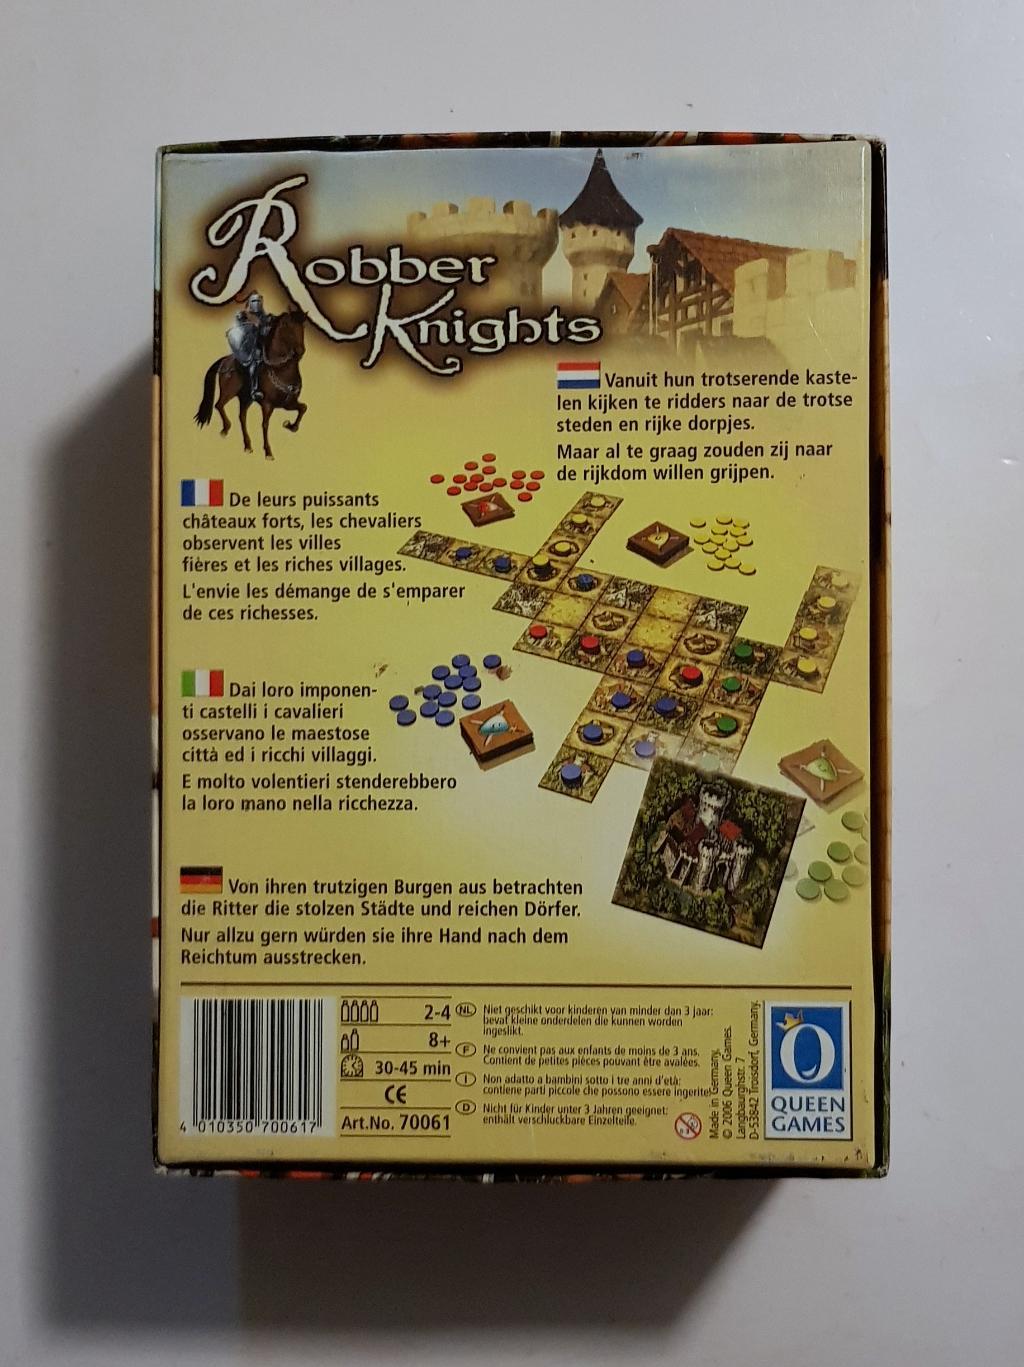 Robber
Knights
Vanuit hun trotserende kaste-
len kijken te ridders naar de trotse
steden en rijke dorpjes.
Maar al te graag zouden zij naar
de rijkdom willen grijpen.
De leurs puissants
châteaux forts, les chevaliers
observent les villes
fières et les riches villages.
L'envie les démange de s'emparer
de ces richesses.
Dai loro imponen-
ti castelli i cavalieri
osservano le maestose
città ed i ricchi villaggi.
E molto volentieri stenderebbero
la loro mano nella ricchezza.
Von ihren trutzigen Burgen aus betrachten
die Ritter die stolzen Städte und reichen Dörfer.
Nur allzu gern würden sie ihre Hand nach dem
Reichtum ausstrecken.
4 010350 700617
2-4
8+
30-45 min
CE
Art.No. 70061
NL Niet geschikt voor kinderen van minder dan 3 jaar:
bevat kleine onderdelen die kunnen worden
ingeslikt.
F Ne convient pas aux enfants de moins de 3 ans.
Contient de petites pièces pouvant être avalées.
I Non adatto a bambini sotto i tre anni d'età:
contiene parti piccole che possono essere ingerite!
D Nicht für Kinder unter 3 Jahren geeignet:
enthält verschluckbare Einzelteile.
0-3
Made in Germany.
© 2006 Queen Games.
Langbaurghstr. 7
D-53842 Troisdorf, Germany.
QUEEN
GAMES